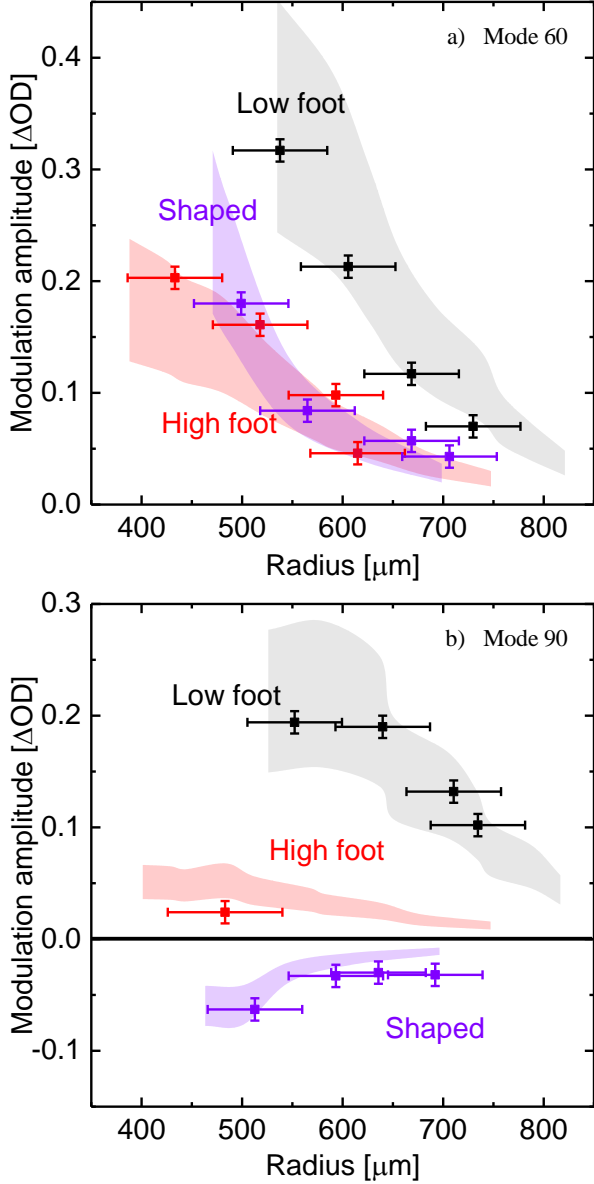 a) Mode 60
0.4
Low foot
0.3
Shaped
0.2
0.1
High foot
0.0
Modulation amplitude [ΔOD]
400 500 600 700 800
Radius [μm]
0.3
b) Mode 90
Low foot
0.2
0.1
High foot
0.0
Shaped
-0.1
Modulation amplitude [ΔOD]
400 500 600 700 800
Radius [μm]